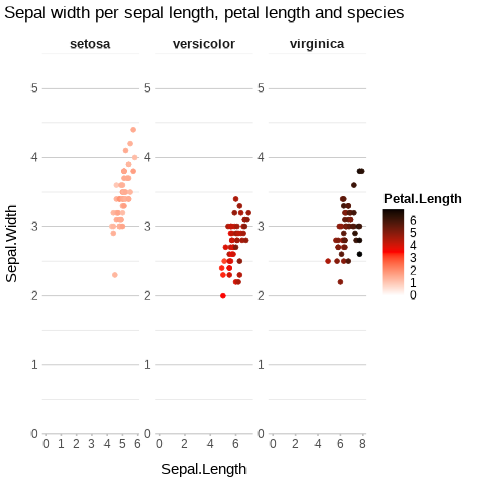 Sepal width per sepal length, petal length and species
setosa versicolor virginica
5 5 5
4 4 4
3 3 3
2 2 2
1 1 1
0 0 0
0 1 2 3 4 5 6 0 2 4 6 0 2 4 6 8
Sepal.Length
Sepal.Width
Petal.Length
6
5
4
3
2
1
0